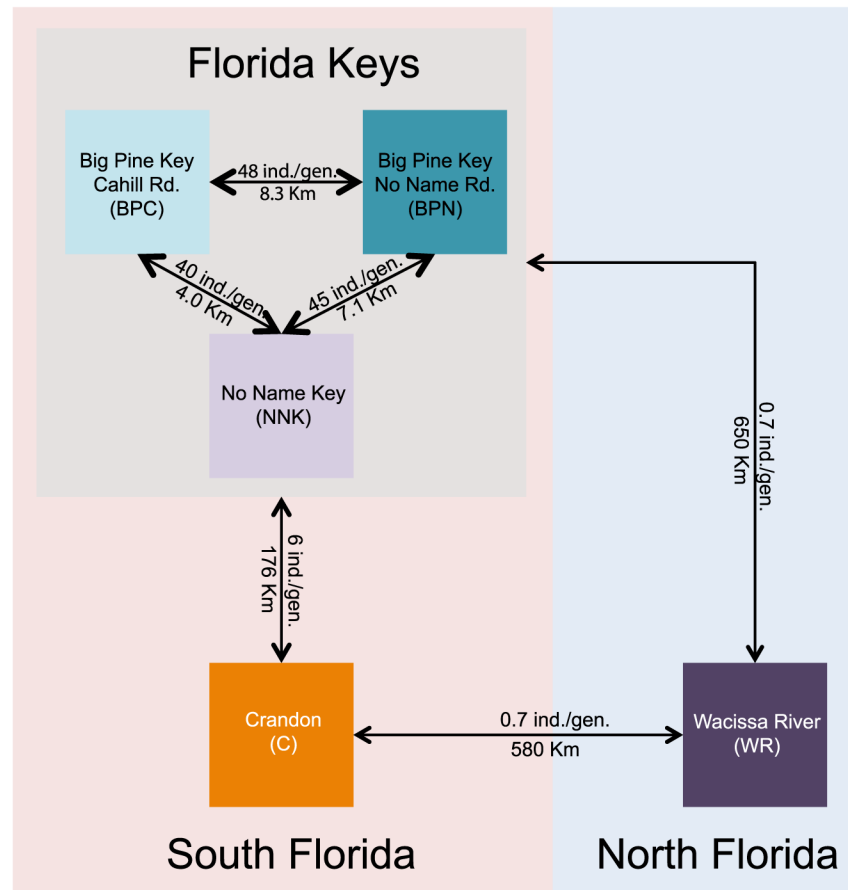 Florida Keys
Big Pine Key
Cahill Rd.
(BPC)
48 ind./gen.
8.3 Km
Big Pine Key
No Name Rd.
(BPN)
40 ind./gen.
4.0 Km
45 ind./gen.
7.1 Km
No Name Key
(NNK)
0.7 ind./gen.
650 Km
6 ind./gen.
176 Km
Crandon
(C)
0.7 ind./gen.
580 Km
Wacissa River
(WR)
South Florida
North Florida